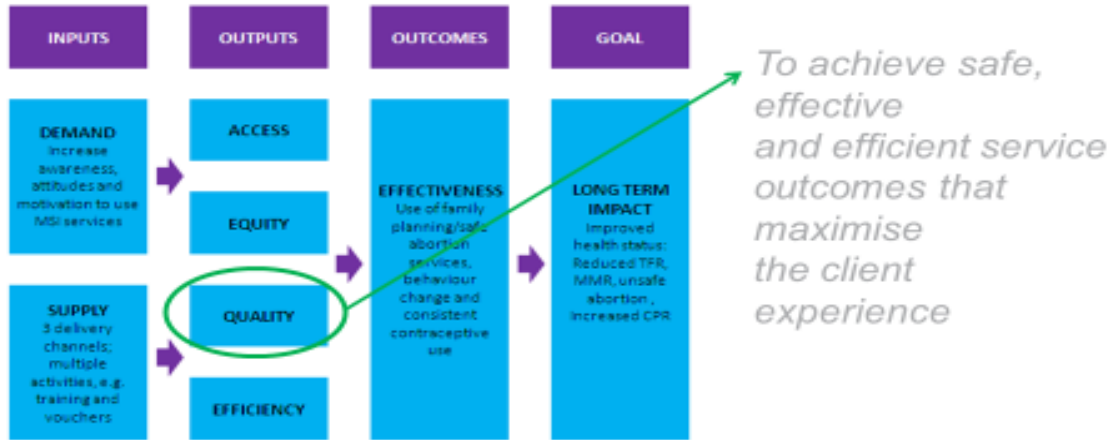 INPUTS
OUTPUTS
OUTCOMES
GOAL
DEMAND
Increase
awareness,
attitudes and
motivation to use
MSI services
SUPPLY
3 delivery
channels;
multiple
activities, e.g.
training and
vouchers
ACCESS
EQUITY
QUALITY
EFFICIENCY
EFFECTIVENESS
Use of family
planning/safe
abortion
services,
behaviour
change and
consistent
contraceptive
use
LONG TERM
IMPACT
Improved
health status:
Reduced TFR,
MMR, unsafe
abortion ,
Increased CPR
To achieve safe,
effective
and efficient service
outcomes that
maximise
the client
experience